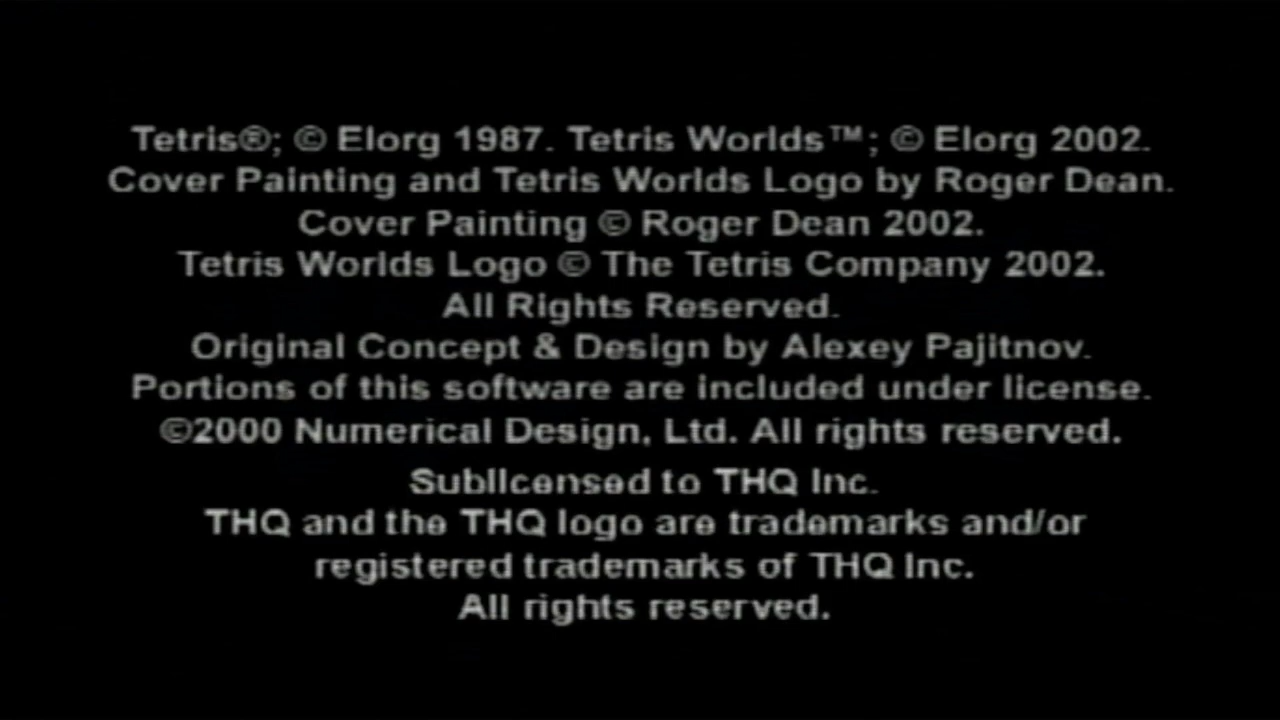 Tetris®; © Elorg 1987. Tetris Worlds™; © Elorg 2002.
Cover Painting and Tetris Worlds Logo by Roger Dean.
Cover Painting © Roger Dean 2002.
Tetris Worlds Logo © The Tetris Company 2002.
All Rights Reserved.
Original Concept & Design by Alexey Pajitnov.
Portions of this software are included under license.
©2000 Numerical Design, Ltd. All rights reserved.
Sublicensed to THQ Inc.
THQ and the THQ logo are trademarks and/or
registered trademarks of THQ Inc.
All rights reserved.